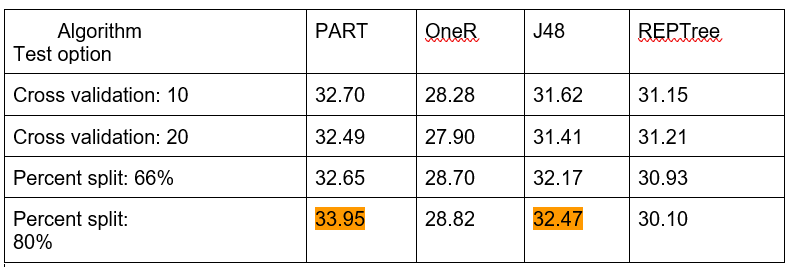 Algorithm PART OneR J48 REPTree
Test option
Cross validation: 10 32.70 28.28 31.62 31.15
Cross validation: 20 32.49 27.90 31.41 31.21
Percent split: 66% 32.65 28.70 32.17 30.93
Percent split: 33.95 28.82 32.47 30.10
80%